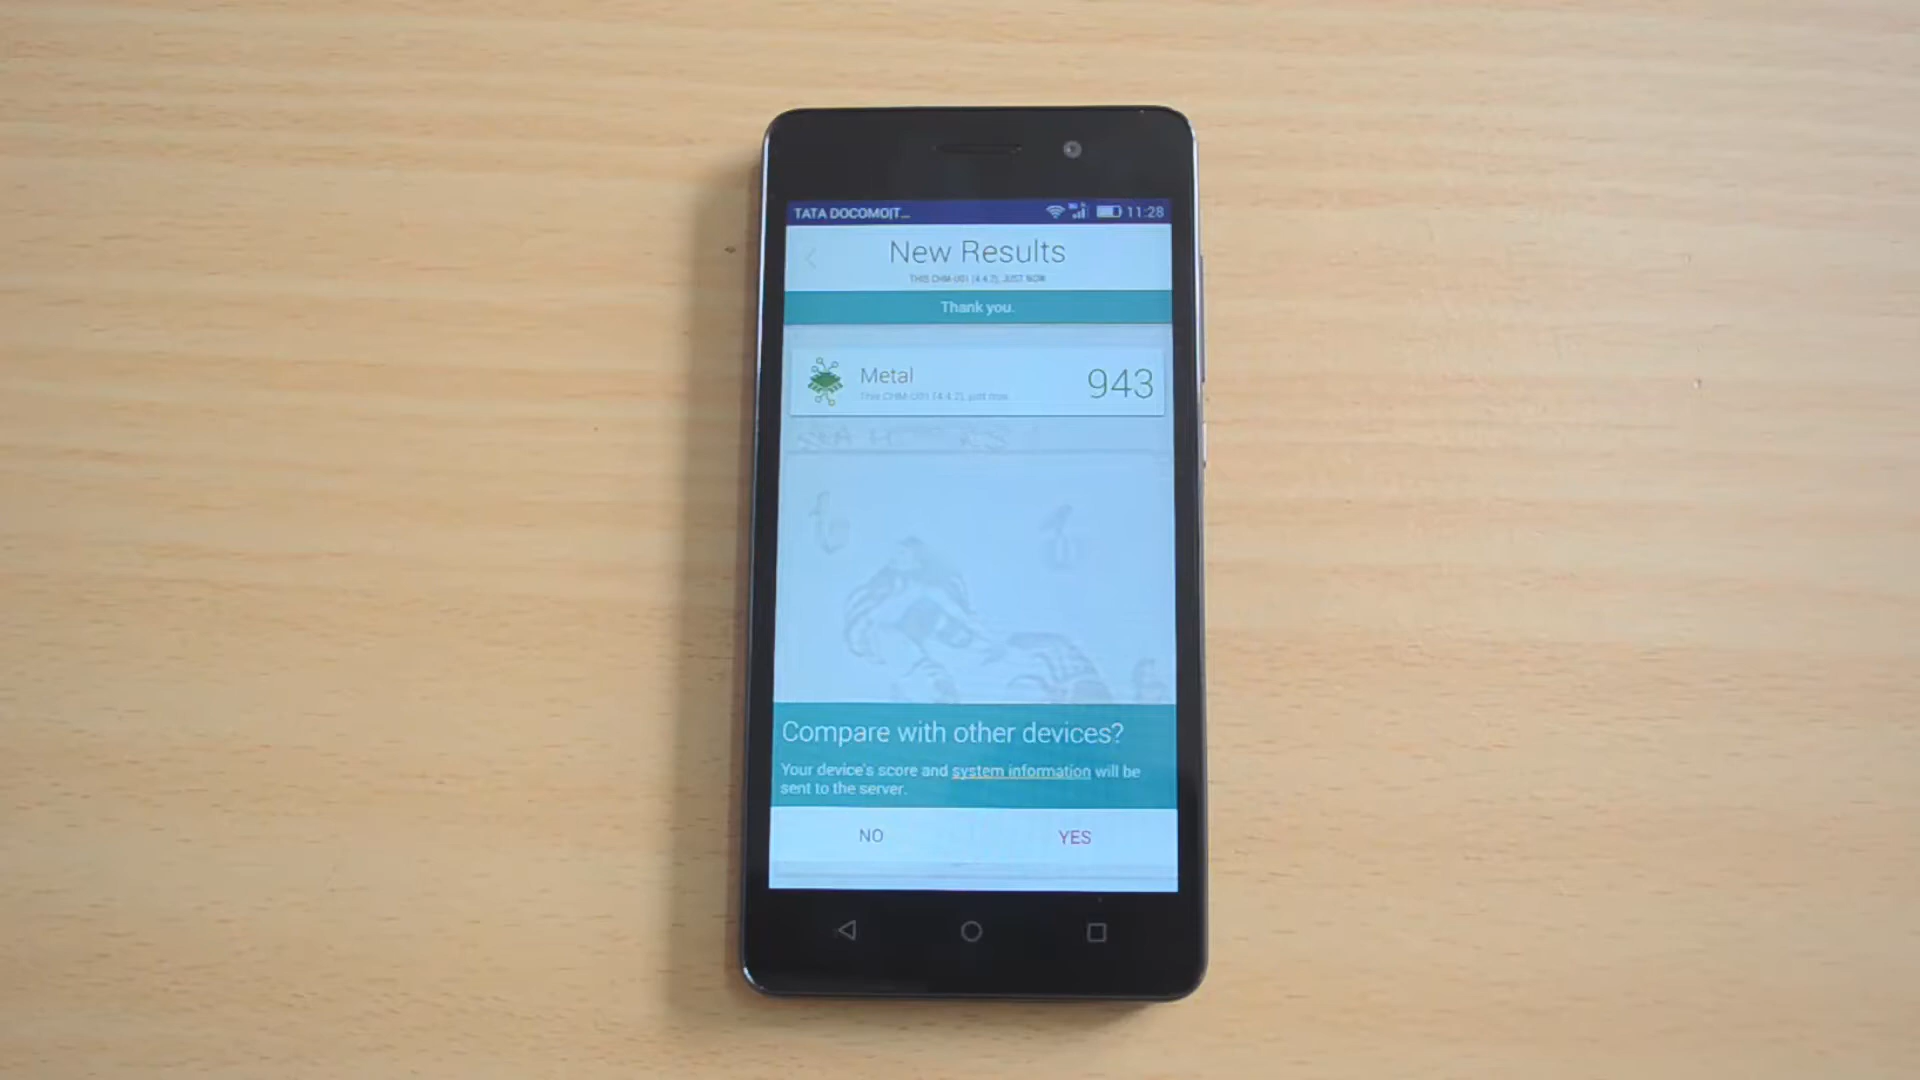 TATA DOCOMO|T...
11:28
New Results
THIS CHM-U01 (4.4.2), JUST NOW
Thank you.
Metal
943
This CHM-U01 (4.4.2), just now
Compare with other devices?
Your device's score and system information will be
sent to the server.
NO
YES